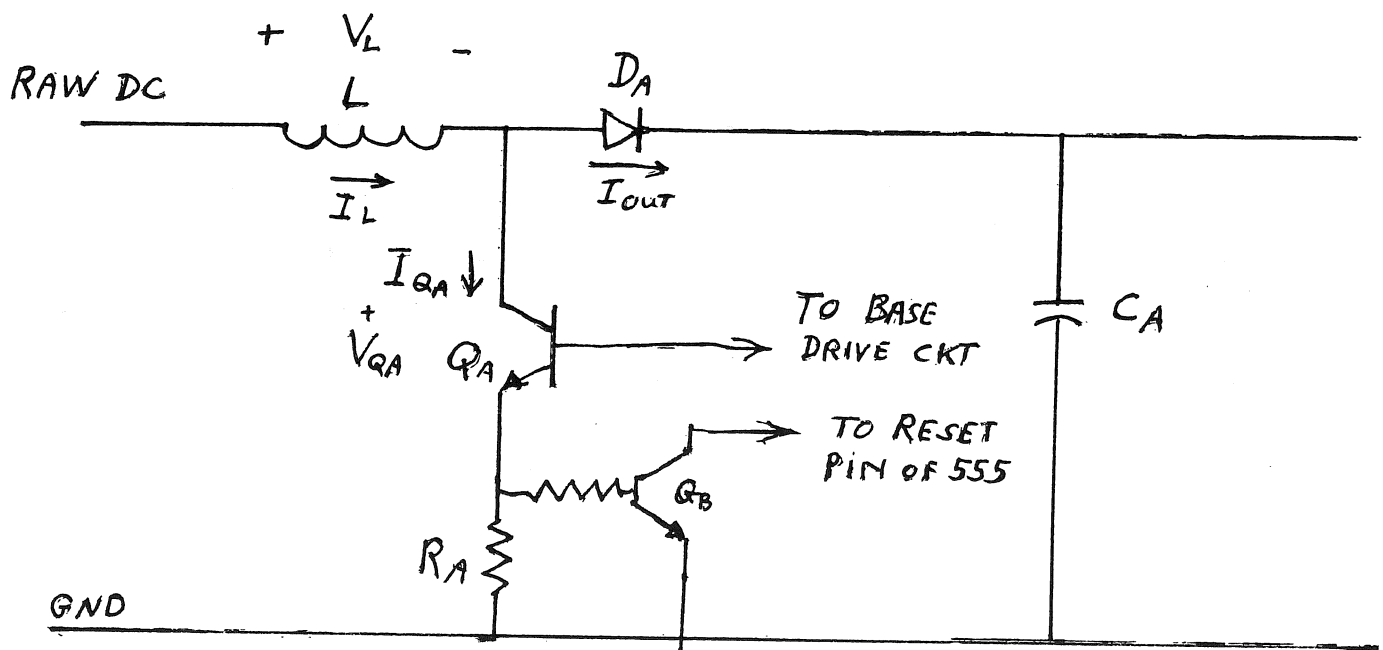 + V_L -
RAW DC
L
D_A
I_L
I_OUT
I_QA
+
V_QA
Q_A
TO BASE
DRIVE CKT
C_A
TO RESET
PIN OF 555
Q_B
R_A
GND